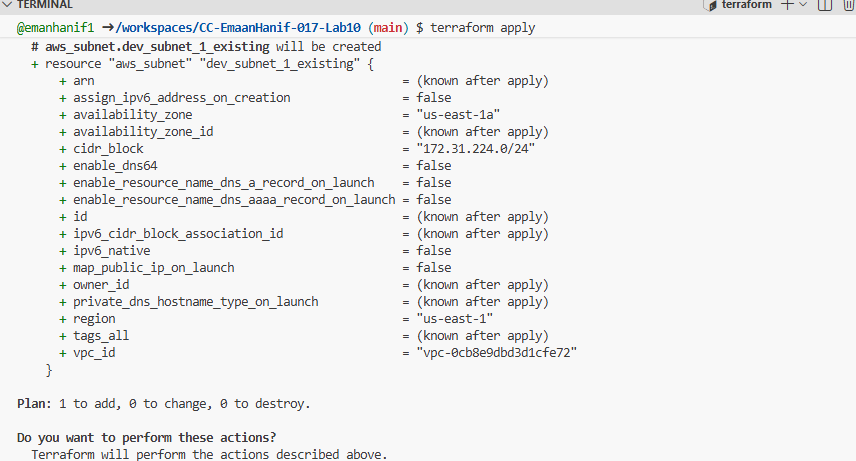 TERMINAL
terraform
@emanhanif1 ➜/workspaces/CC-EmaanHanif-017-Lab10 (main) $ terraform apply
# aws_subnet.dev_subnet_1_existing will be created
+ resource "aws_subnet" "dev_subnet_1_existing" {
+ arn = (known after apply)
+ assign_ipv6_address_on_creation = false
+ availability_zone = "us-east-1a"
+ availability_zone_id = (known after apply)
+ cidr_block = "172.31.224.0/24"
+ enable_dns64 = false
+ enable_resource_name_dns_a_record_on_launch = false
+ enable_resource_name_dns_aaaa_record_on_launch = false
+ id = (known after apply)
+ ipv6_cidr_block_association_id = (known after apply)
+ ipv6_native = false
+ map_public_ip_on_launch = false
+ owner_id = (known after apply)
+ private_dns_hostname_type_on_launch = (known after apply)
+ region = "us-east-1"
+ tags_all = (known after apply)
+ vpc_id = "vpc-0cb8e9dbd3d1cfe72"
}
Plan: 1 to add, 0 to change, 0 to destroy.
Do you want to perform these actions?
Terraform will perform the actions described above.